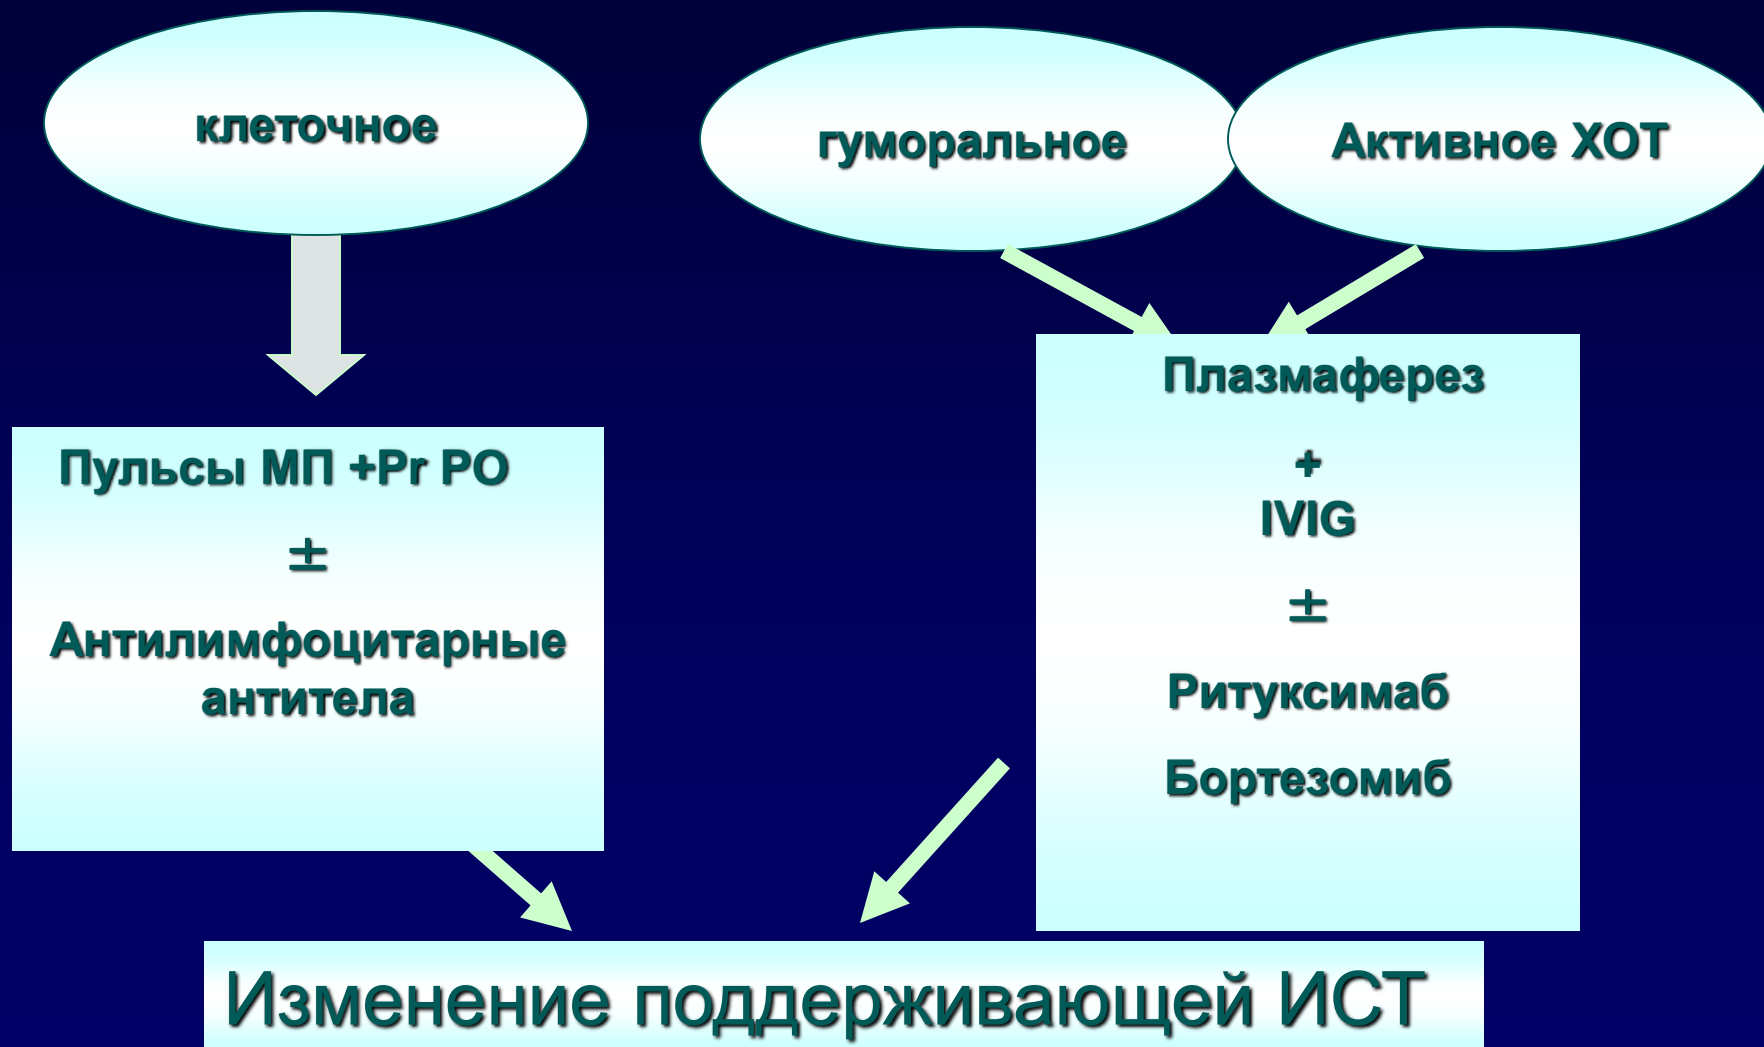 клеточное
гуморальное
Активное ХОТ
Пульсы МП +Pr PO
±
Антилимфоцитарные
антитела
Плазмаферез
+
IVIG
±
Ритуксимаб
Бортезомиб
Изменение поддерживающей ИСТ